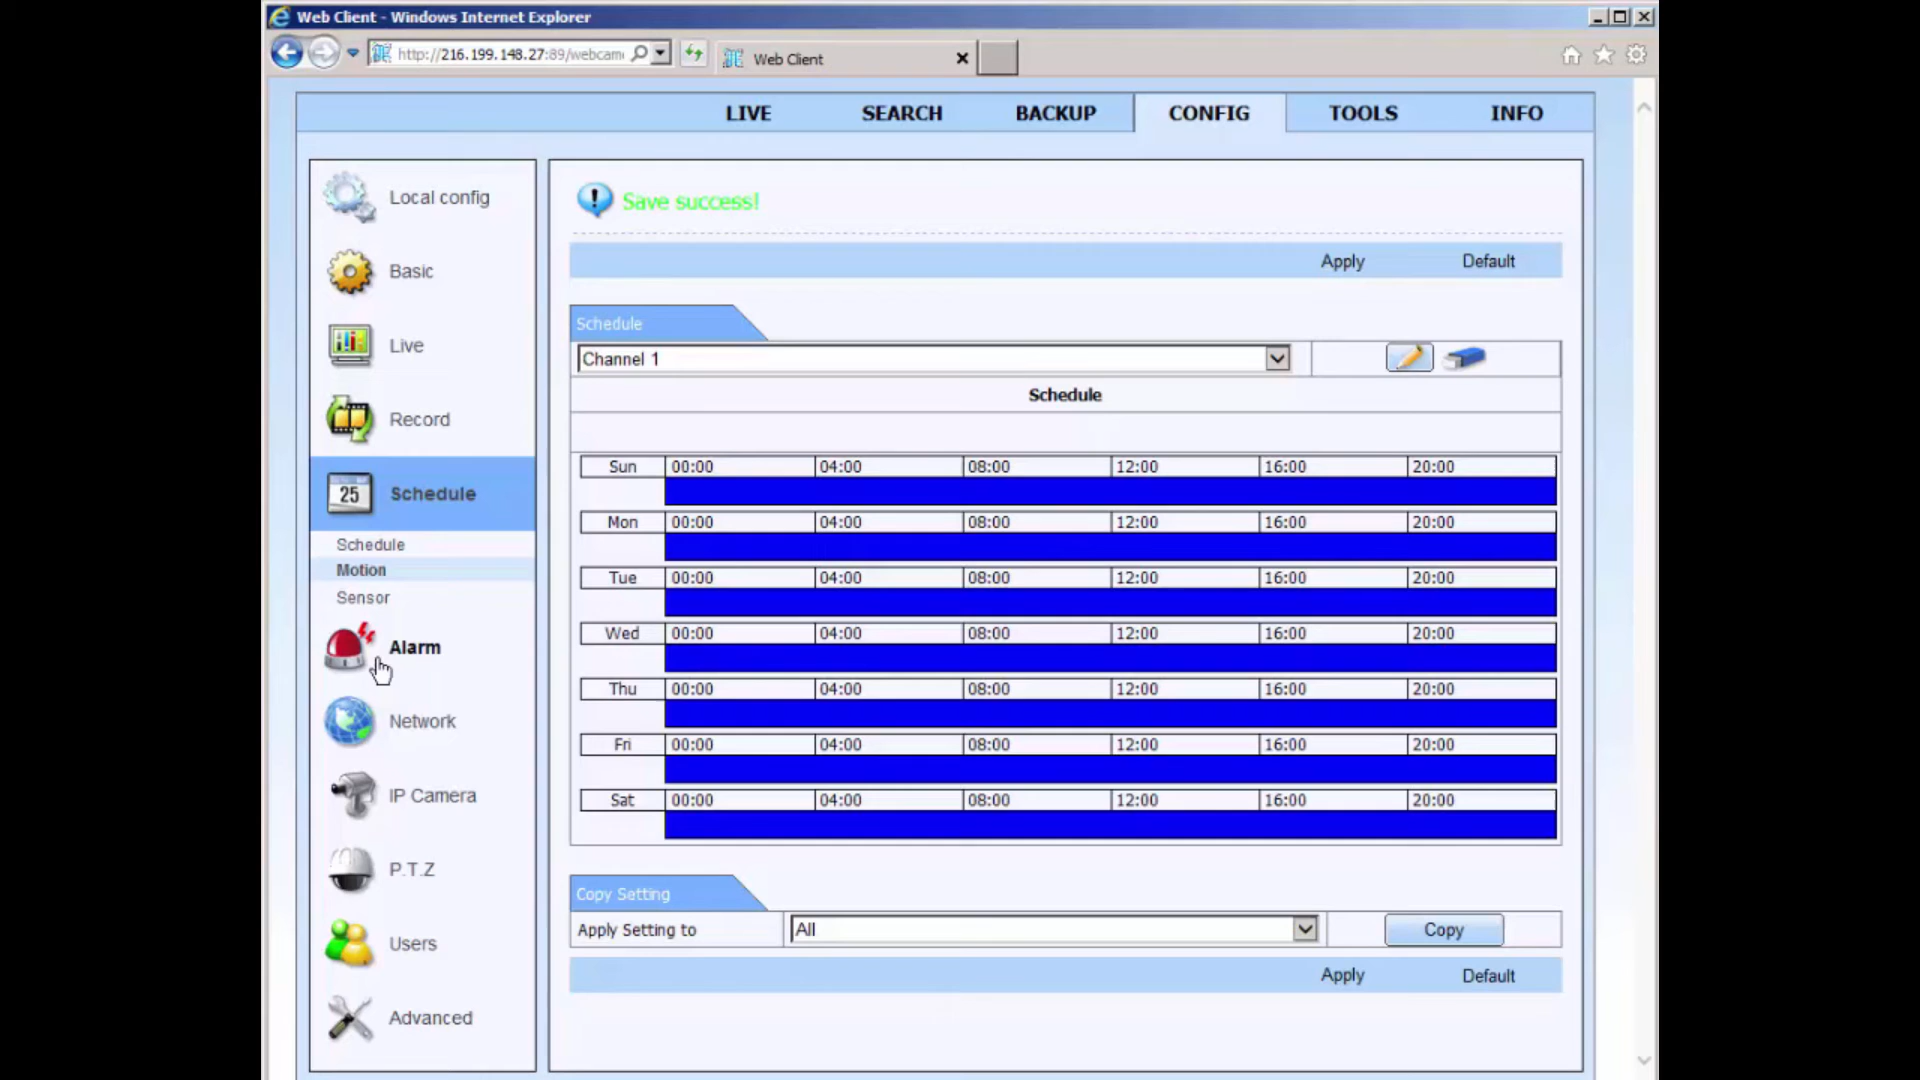 Web Client - Windows Internet Explorer
http://216.199.148.27:89/webcam
Web Client
LIVE SEARCH BACKUP CONFIG TOOLS INFO
Local config
Basic
Live
Record
25 Schedule
Schedule
Motion
Sensor
Alarm
Network
IP Camera
P.T.Z
Users
Advanced
Save success!
Apply Default
Schedule
Channel 1
Schedule
Sun 00:00 04:00 08:00 12:00 16:00 20:00
Mon 00:00 04:00 08:00 12:00 16:00 20:00
Tue 00:00 04:00 08:00 12:00 16:00 20:00
Wed 00:00 04:00 08:00 12:00 16:00 20:00
Thu 00:00 04:00 08:00 12:00 16:00 20:00
Fri 00:00 04:00 08:00 12:00 16:00 20:00
Sat 00:00 04:00 08:00 12:00 16:00 20:00
Copy Setting
Apply Setting to All Copy
Apply Default